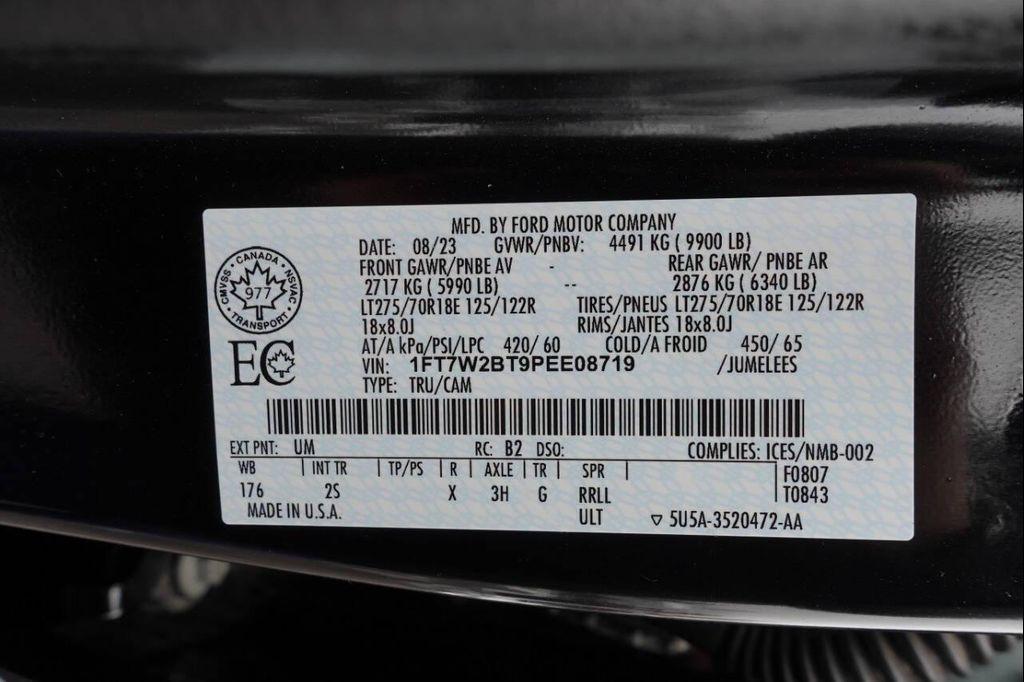 MFD. BY FORD MOTOR COMPANY
DATE: 08/23 GVWR/PNBV: 4491 KG ( 9900 LB)
FRONT GAWR/PNBE AV - REAR GAWR/ PNBE AR
2717 KG ( 5990 LB) -- 2876 KG ( 6340 LB)
LT275/70R18E 125/122R TIRES/PNEUS LT275/70R18E 125/122R
18x8.0J RIMS/JANTES 18x8.0J
AT/A kPa/PSI/LPC 420/ 60 COLD/A FROID 450/ 65
VIN: 1FT7W2BT9PEE08719 /JUMELEES
TYPE: TRU/CAM
CMVSS · CANADA · NSVAC
977
TRANSPORT
EC
EXT PNT: UM RC: B2 DSO: COMPLIES: ICES/NMB-002
WB | INT TR | TP/PS | R | AXLE | TR | SPR | F0807
176 2S X 3H G RRLL T0843
MADE IN U.S.A. ULT ▽ 5U5A-3520472-AA